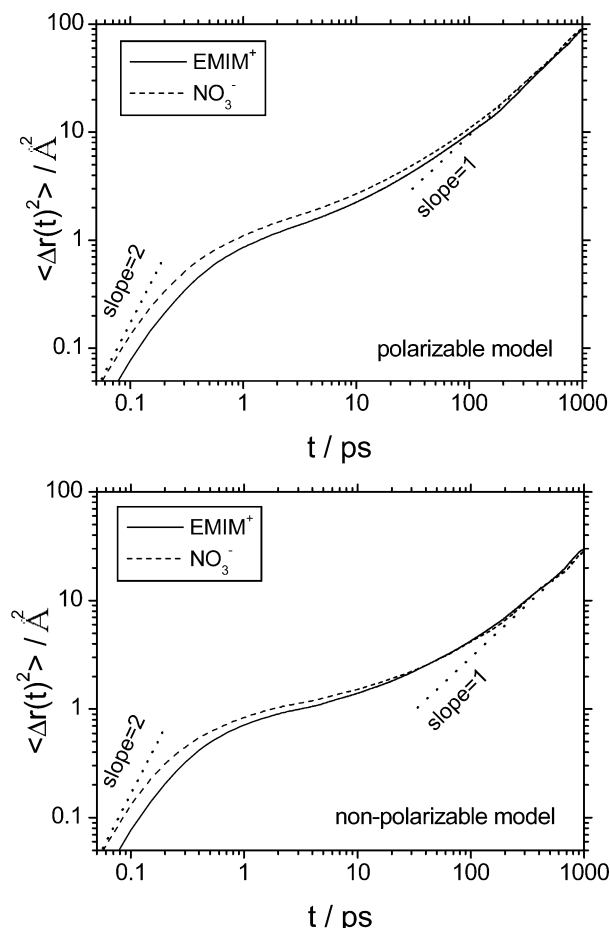 100
EMIM⁺
NO₃⁻
10
<Δr(t)²> / Å²
slope=1
1
slope=2
0.1
polarizable model
0.1 1 10 100 1000
t / ps
100
EMIM⁺
NO₃⁻
10
<Δr(t)²> / Å²
slope=1
1
slope=2
0.1
non-polarizable model
0.1 1 10 100 1000
t / ps